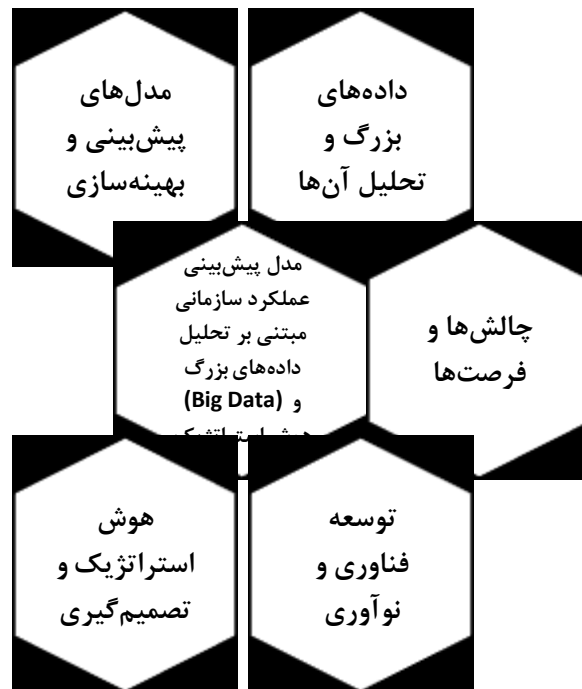 داده‌های
بزرگ و
تحلیل آن‌ها
مدل‌های
پیش‌بینی و
بهینه‌سازی
چالش‌ها و
فرصت‌ها
مدل پیش‌بینی
عملکرد سازمانی
مبتنی بر تحلیل
داده‌های بزرگ
(Big Data) و
توسعه
فناوری و
نوآوری
هوش
استراتژیک و
تصمیم‌گیری